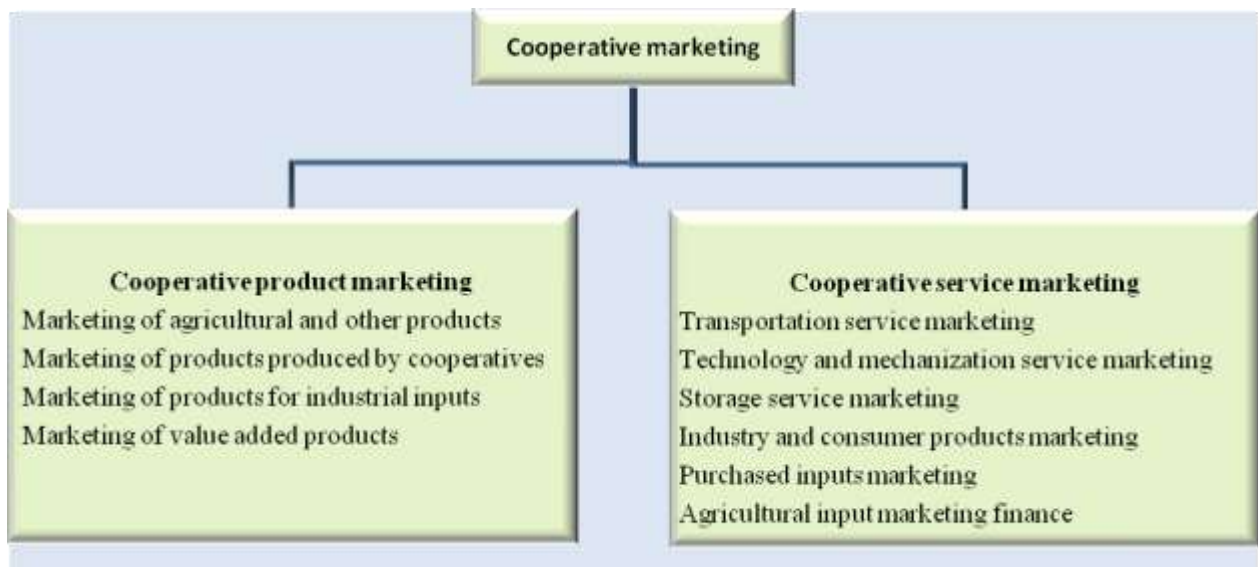 Cooperative marketing
Cooperative product marketing
Marketing of agricultural and other products
Marketing of products produced by cooperatives
Marketing of products for industrial inputs
Marketing of value added products
Cooperative service marketing
Transportation service marketing
Technology and mechanization service marketing
Storage service marketing
Industry and consumer products marketing
Purchased inputs marketing
Agricultural input marketing finance